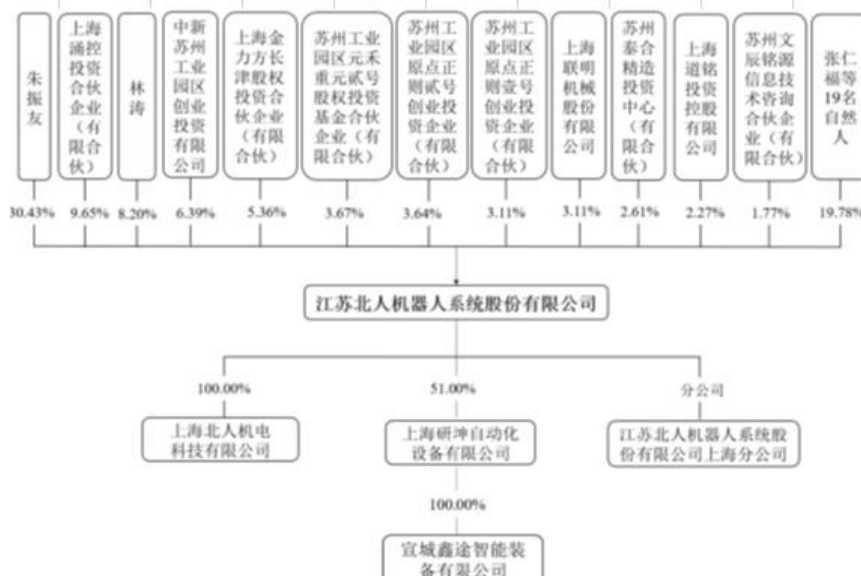 朱振友
上海涌控投资合伙企业（有限合伙）
林涛
中新苏州工业园区创业投资有限公司
上海金力方长津股权投资合伙企业（有限合伙）
苏州工业园区元禾重元贰号股权投资基金合伙企业（有限合伙）
苏州工业园区原点正则贰号创业投资企业（有限合伙）
苏州工业园区原点正则壹号创业投资企业（有限合伙）
上海联明机械股份有限公司
苏州泰合精造投资中心（有限合伙）
上海道铭投资控股有限公司
苏州文辰铭源信息技术咨询合伙企业（有限合伙）
张仁福等19名自然人
30.43% 9.65% 8.20% 6.39% 5.36% 3.67% 3.64% 3.11% 3.11% 2.61% 2.27% 1.77% 19.78%
江苏北人机器人系统股份有限公司
100.00% 51.00% 分公司
上海北人机电
科技有限公司
上海研坤自动化
设备有限公司
江苏北人机器人系统股
份有限公司上海分公司
100.00%
宣城鑫途智能装
备有限公司